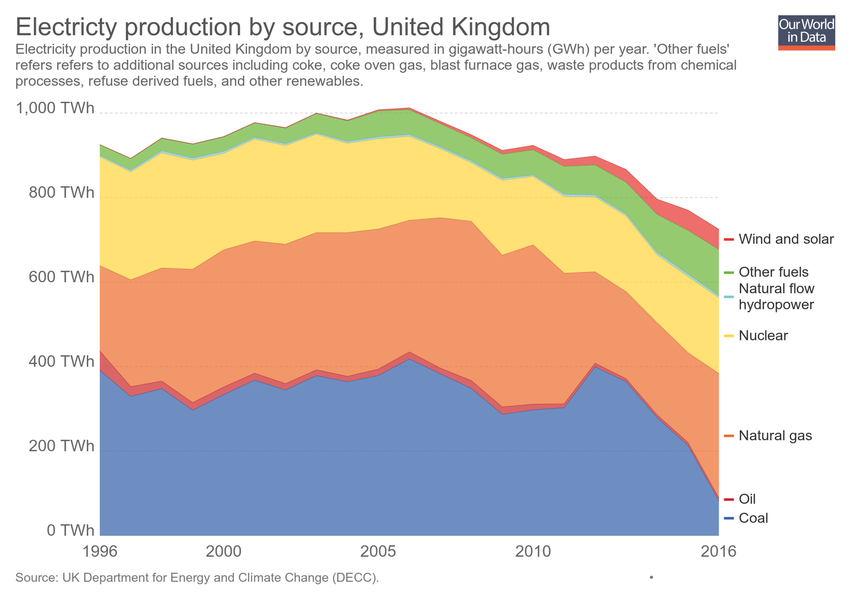 Electricty production by source, United Kingdom
Our World
in Data
Electricity production in the United Kingdom by source, measured in gigawatt-hours (GWh) per year. 'Other fuels'
refers refers to additional sources including coke, coke oven gas, blast furnace gas, waste products from chemical
processes, refuse derived fuels, and other renewables.
1,000 TWh
800 TWh
600 TWh
400 TWh
200 TWh
0 TWh
Wind and solar
Other fuels
Natural flow
hydropower
Nuclear
Natural gas
Oil
Coal
1996
2000
2005
2010
2016
Source: UK Department for Energy and Climate Change (DECC).